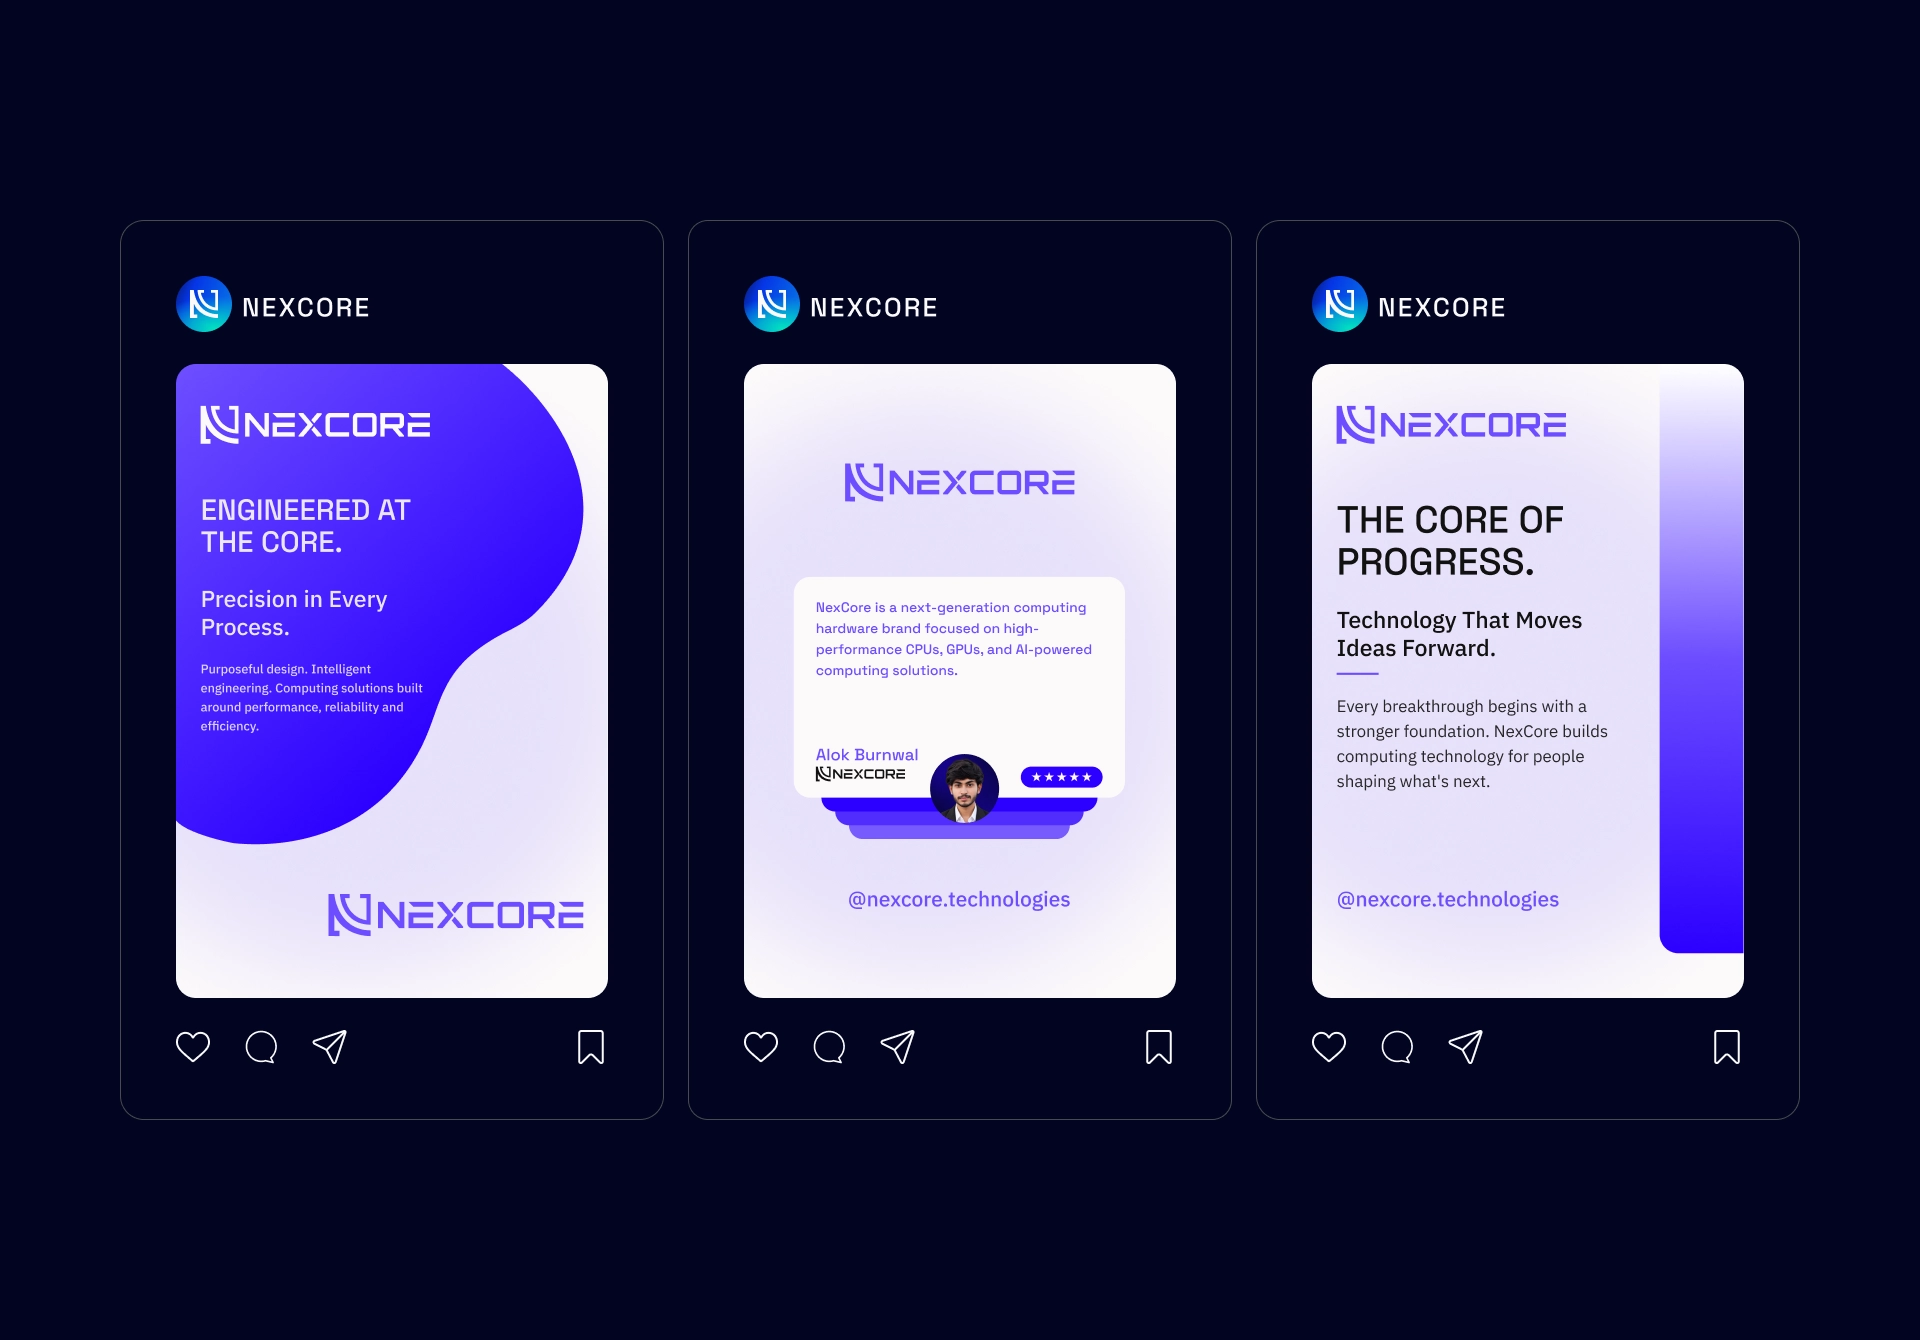 NEXCORE
NEXCORE
ENGINEERED AT
THE CORE.
Precision in Every
Process.
Purposeful design. Intelligent
engineering. Computing solutions built
around performance, reliability and
efficiency.
NEXCORE
NEXCORE
NEXCORE
NexCore is a next-generation computing
hardware brand focused on high-
performance CPUs, GPUs, and AI-powered
computing solutions.
Alok Burnwal
NEXCORE
@nexcore.technologies
NEXCORE
NEXCORE
THE CORE OF
PROGRESS.
Technology That Moves
Ideas Forward.
Every breakthrough begins with a
stronger foundation. NexCore builds
computing technology for people
shaping what's next.
@nexcore.technologies